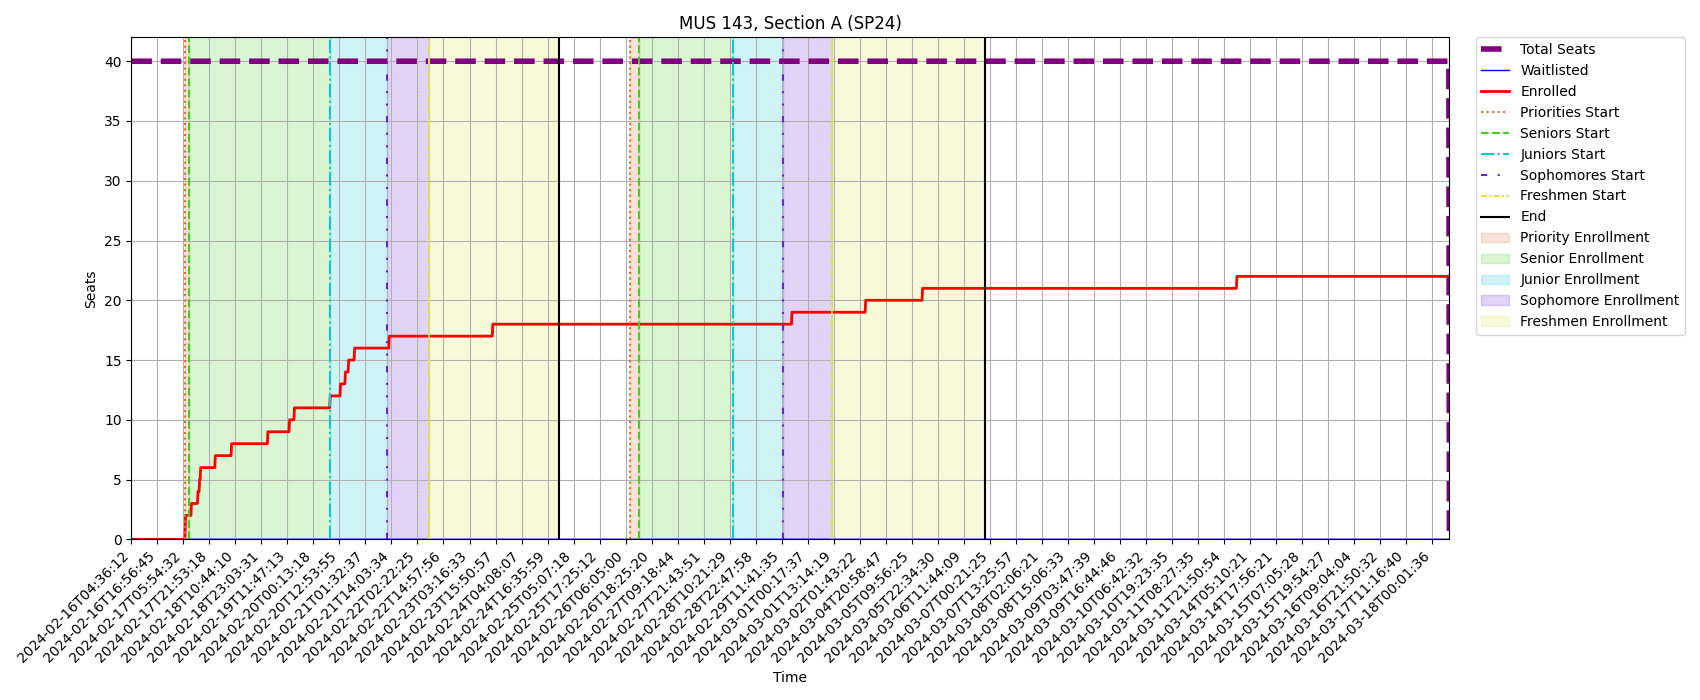 MUS 143, Section A (SP24)
Seats
40
35
30
25
20
15
10
5
0
2024-02-16T04:36:12
2024-02-16T16:56:45
2024-02-17T05:54:32
2024-02-17T21:53:18
2024-02-18T10:44:10
2024-02-18T23:03:31
2024-02-19T11:47:13
2024-02-20T00:13:18
2024-02-20T12:53:55
2024-02-21T01:32:37
2024-02-21T14:03:34
2024-02-22T02:22:25
2024-02-22T14:57:56
2024-02-23T03:16:33
2024-02-23T15:50:57
2024-02-24T04:08:07
2024-02-24T16:35:59
2024-02-25T05:07:18
2024-02-25T17:25:12
2024-02-26T06:05:00
2024-02-26T18:25:20
2024-02-27T09:18:44
2024-02-27T21:43:51
2024-02-28T10:21:29
2024-02-28T22:47:58
2024-02-29T11:41:35
2024-03-01T00:17:37
2024-03-01T13:14:19
2024-03-02T01:43:22
2024-03-04T20:58:47
2024-03-05T09:56:25
2024-03-05T22:34:30
2024-03-06T11:44:09
2024-03-07T00:21:25
2024-03-07T13:25:57
2024-03-08T02:06:21
2024-03-08T15:06:33
2024-03-09T03:47:39
2024-03-09T16:44:46
2024-03-10T06:42:32
2024-03-10T19:23:35
2024-03-11T08:27:35
2024-03-11T21:50:54
2024-03-14T05:10:21
2024-03-14T17:56:21
2024-03-15T07:05:28
2024-03-15T19:54:27
2024-03-16T09:04:04
2024-03-16T21:50:32
2024-03-17T11:16:40
2024-03-18T00:01:36
Time
Total Seats
Waitlisted
Enrolled
Priorities Start
Seniors Start
Juniors Start
Sophomores Start
Freshmen Start
End
Priority Enrollment
Senior Enrollment
Junior Enrollment
Sophomore Enrollment
Freshmen Enrollment